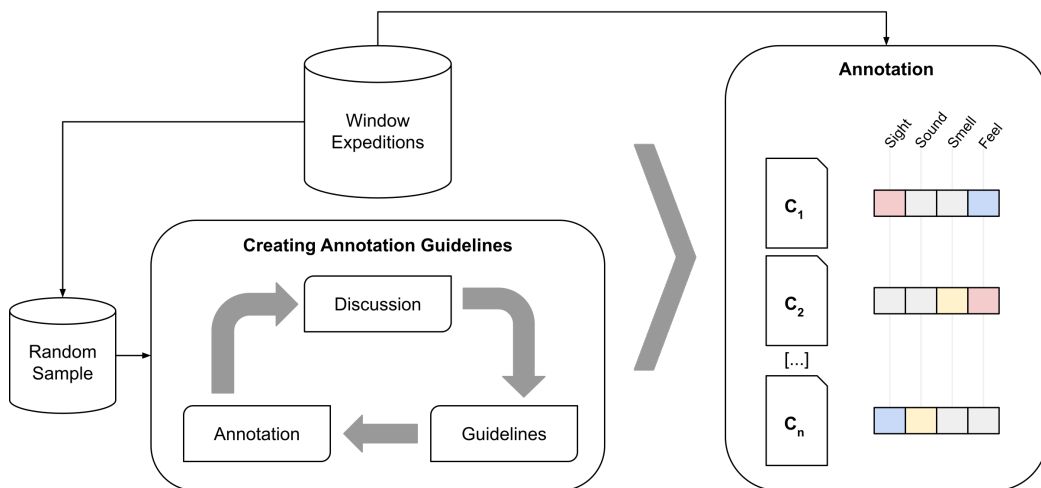 Window
Expeditions
Random
Sample
Creating Annotation Guidelines
Discussion
Annotation
Guidelines
Annotation
Sight
Sound
Smell
Feel
C1
C2
[...]
Cn